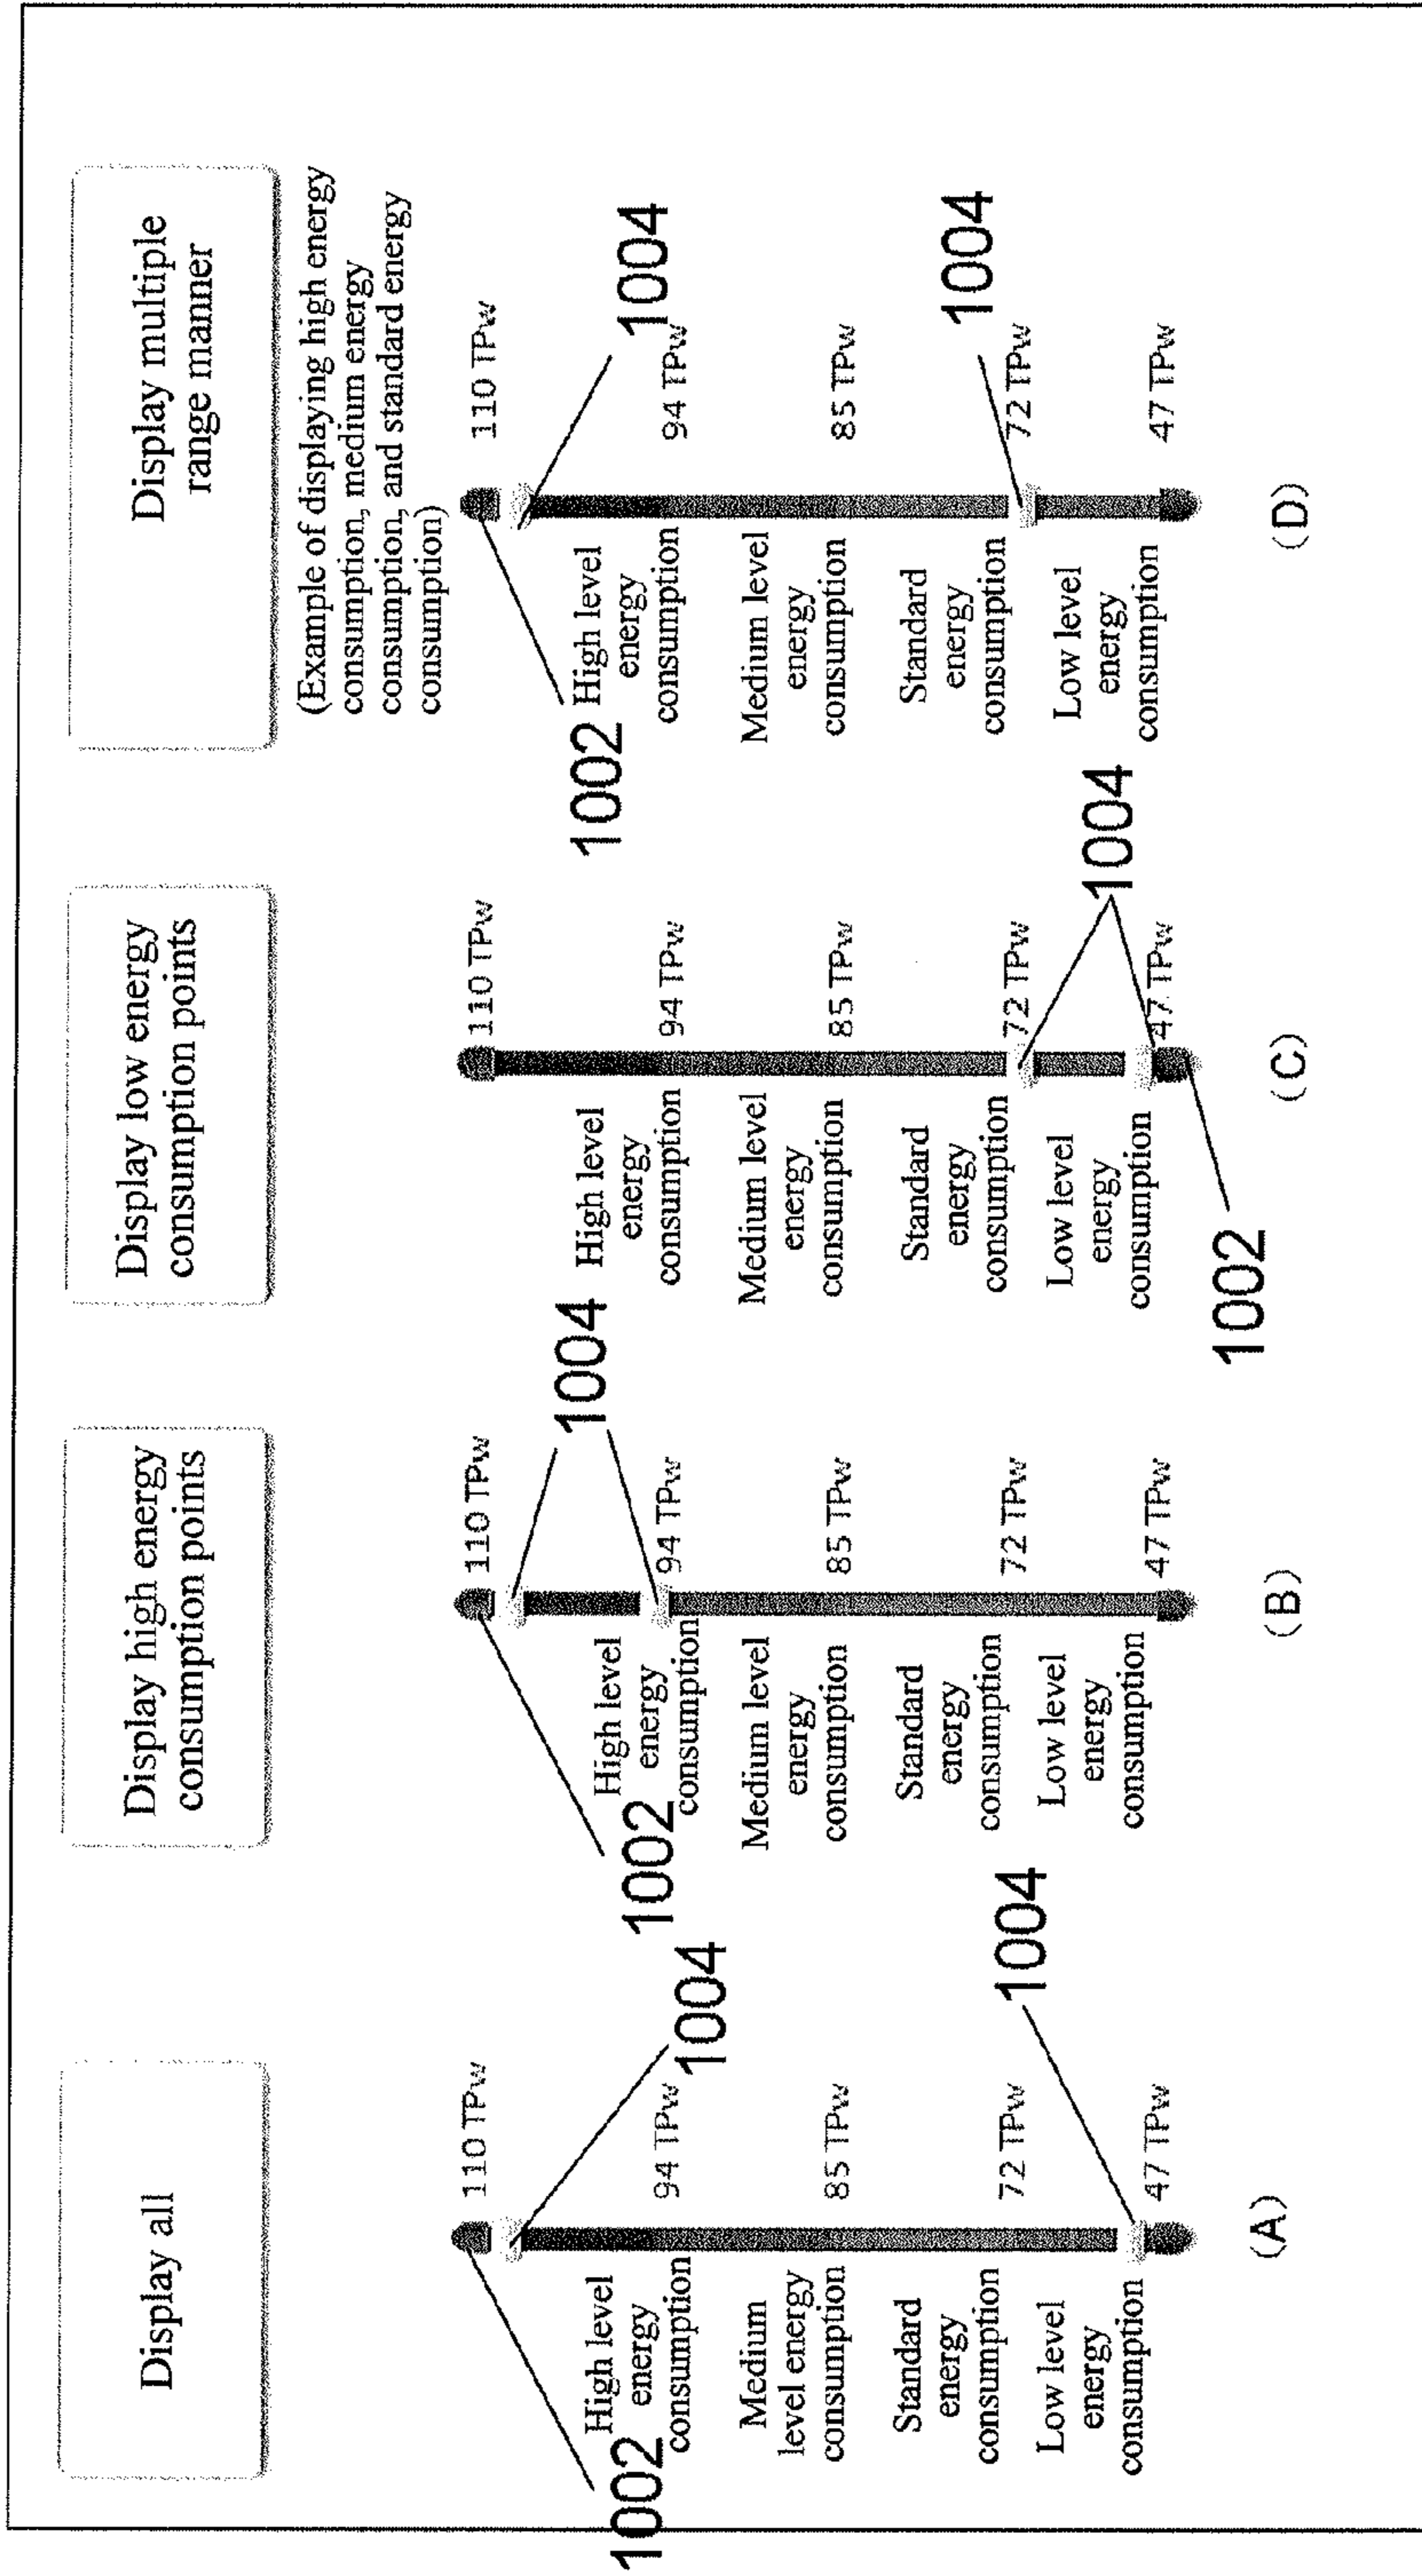 Display all
1002
High level
energy
consumption
Medium
level energy
consumption
Standard
energy
consumption
Low level
energy
consumption
110 TPw
94 TPw
85 TPw
72 TPw
47 TPw
1004
1004
(A)
Display high energy
consumption points
1002
High level
energy
consumption
Medium level
energy
consumption
Standard
energy
consumption
Low level
energy
consumption
110 TPw
94 TPw
85 TPw
72 TPw
47 TPw
1004
(B)
Display low energy
consumption points
High level
energy
consumption
Medium level
energy
consumption
Standard
energy
consumption
Low level
energy
consumption
110 TPw
94 TPw
85 TPw
72 TPw
47 TPw
1004
1002
(C)
Display multiple
range manner
(Example of displaying high energy
consumption, medium energy
consumption, and standard energy
consumption)
1002
High level
energy
consumption
Medium level
energy
consumption
Standard
energy
consumption
Low level
energy
consumption
110 TPw
94 TPw
85 TPw
72 TPw
47 TPw
1004
1004
(D)